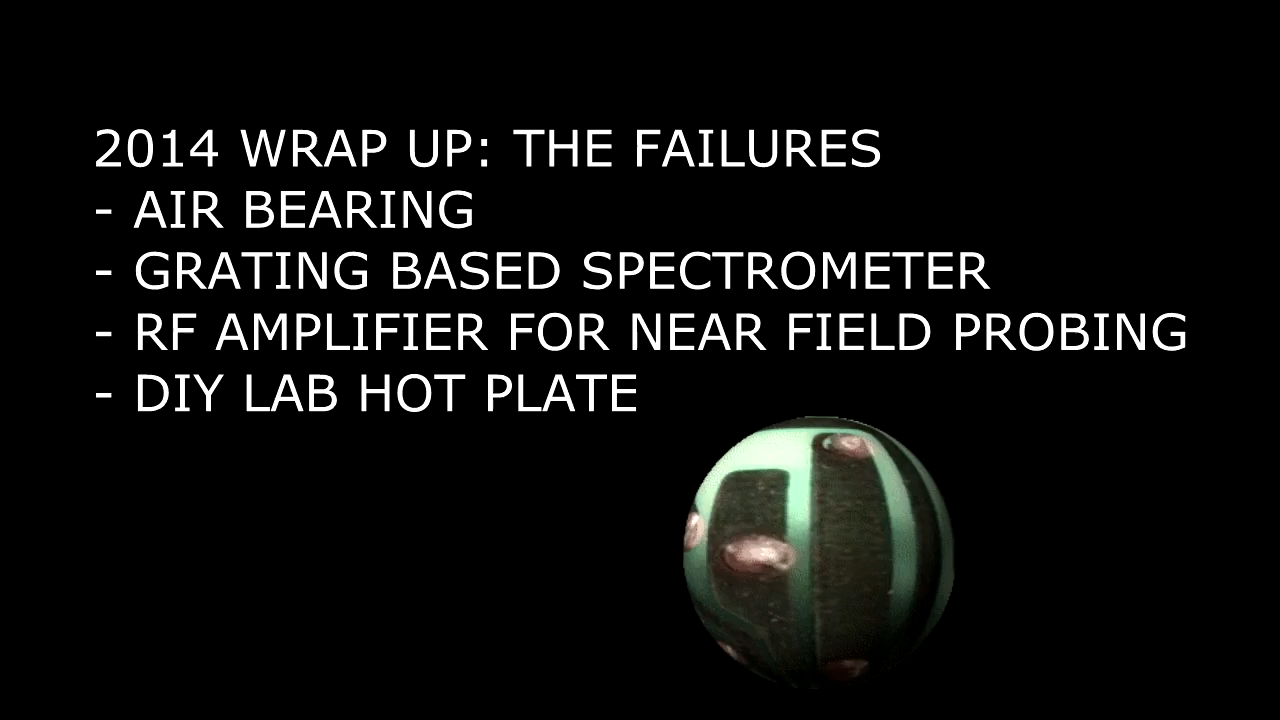 2014 WRAP UP: THE FAILURES
- AIR BEARING
- GRATING BASED SPECTROMETER
- RF AMPLIFIER FOR NEAR FIELD PROBING
- DIY LAB HOT PLATE